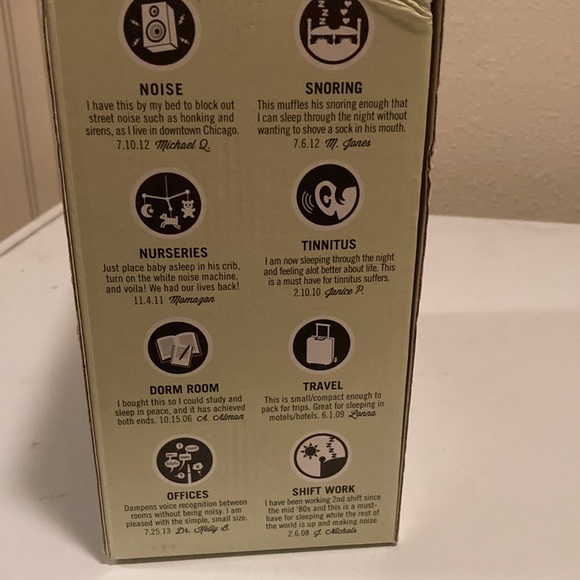 NOISE
I have this by my bed to block out
street noise such as honking and
sirens, as I live in downtown Chicago.
7.10.12 Michael Q.
SNORING
This muffles his snoring enough that
I can sleep through the night without
wanting to shove a sock in his mouth.
7.6.12 M. Jones
NURSERIES
Just place baby asleep in his crib,
turn on the white noise machine,
and voila! We had our lives back!
11.4.11 Momazon
TINNITUS
I am now sleeping through the night
and feeling alot better about life. This
is a must have for tinnitus suffers.
2.10.10 Janice P.
DORM ROOM
I bought this so I could study and
sleep in peace, and it has achieved
both ends. 10.15.06 A. Alman
TRAVEL
This is small/compact enough to
pack for trips. Great for sleeping in
motels/hotels. 6.1.09 Lanna
OFFICES
Dampens voice recognition between
rooms without being noisy. I am
pleased with the simple, small size.
7.25.13 Dr. Kelly B.
SHIFT WORK
I have been working 2nd shift since
the mid '80s and this is a must-
have for sleeping while the rest of
the world is up and making noise.
2.6.08 J. Nichols